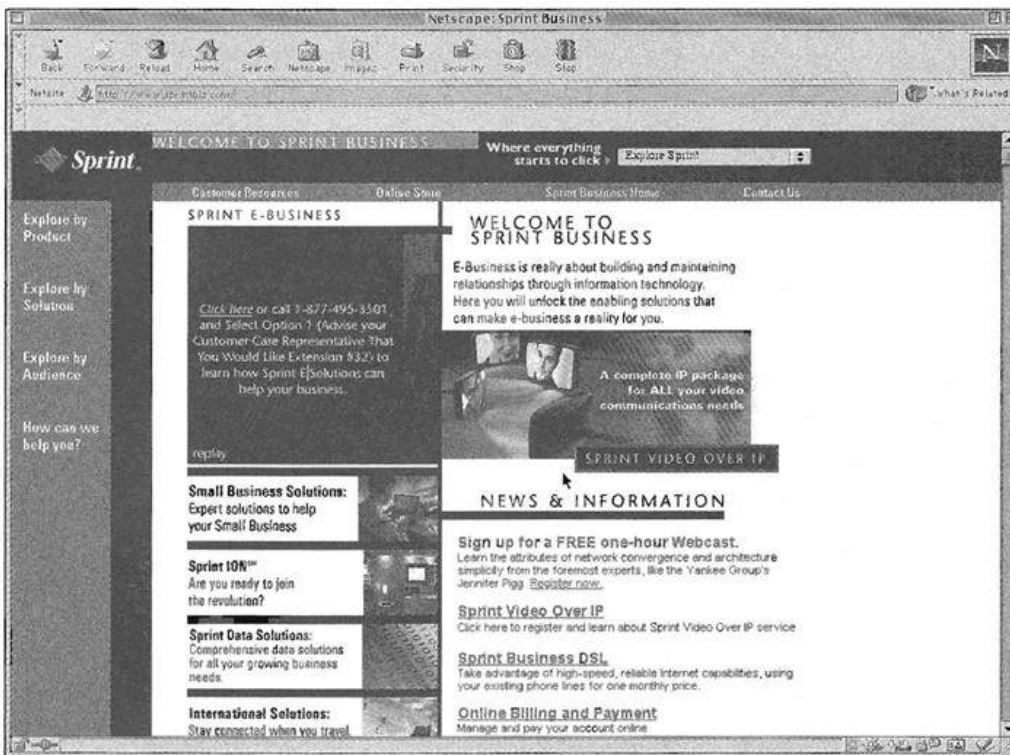 Netscape: Sprint Business
Back Forward Reload Home Search Netscape Images Print Security Shop Stop
N
Netsite: http://www.sprintbiz.com/ What's Related
Sprint.
WELCOME TO SPRINT BUSINESS
Where everything
starts to click
Explore Sprint
Customer Resources Online Store Sprint Business Home Contact Us
Explore by
Product
Explore by
Solution
Explore by
Audience
How can we
help you?
SPRINT E-BUSINESS
Click here or call 1-877-495-3501
and Select Option 1 (Advise your
Customer Care Representative That
You Would Like Extension #32) to
learn how Sprint E|Solutions can
help your business.
replay
Small Business Solutions:
Expert solutions to help
your Small Business
Sprint ION℠
Are you ready to join
the revolution?
Sprint Data Solutions:
Comprehensive data solutions
for all your growing business
needs.
International Solutions:
Stay connected when you travel
WELCOME TO
SPRINT BUSINESS
E-Business is really about building and maintaining
relationships through information technology.
Here you will unlock the enabling solutions that
can make e-business a reality for you.
A complete IP package
for ALL your video
communications needs
SPRINT VIDEO OVER IP
NEWS & INFORMATION
Sign up for a FREE one-hour Webcast.
Learn the attributes of network convergence and architecture
simplicity from the foremost experts, like the Yankee Group's
Jennifer Pigg. Register now.
Sprint Video Over IP
Click here to register and learn about Sprint Video Over IP service
Sprint Business DSL
Take advantage of high-speed, reliable Internet capabilities, using
your existing phone lines for one monthly price.
Online Billing and Payment
Manage and pay your account online